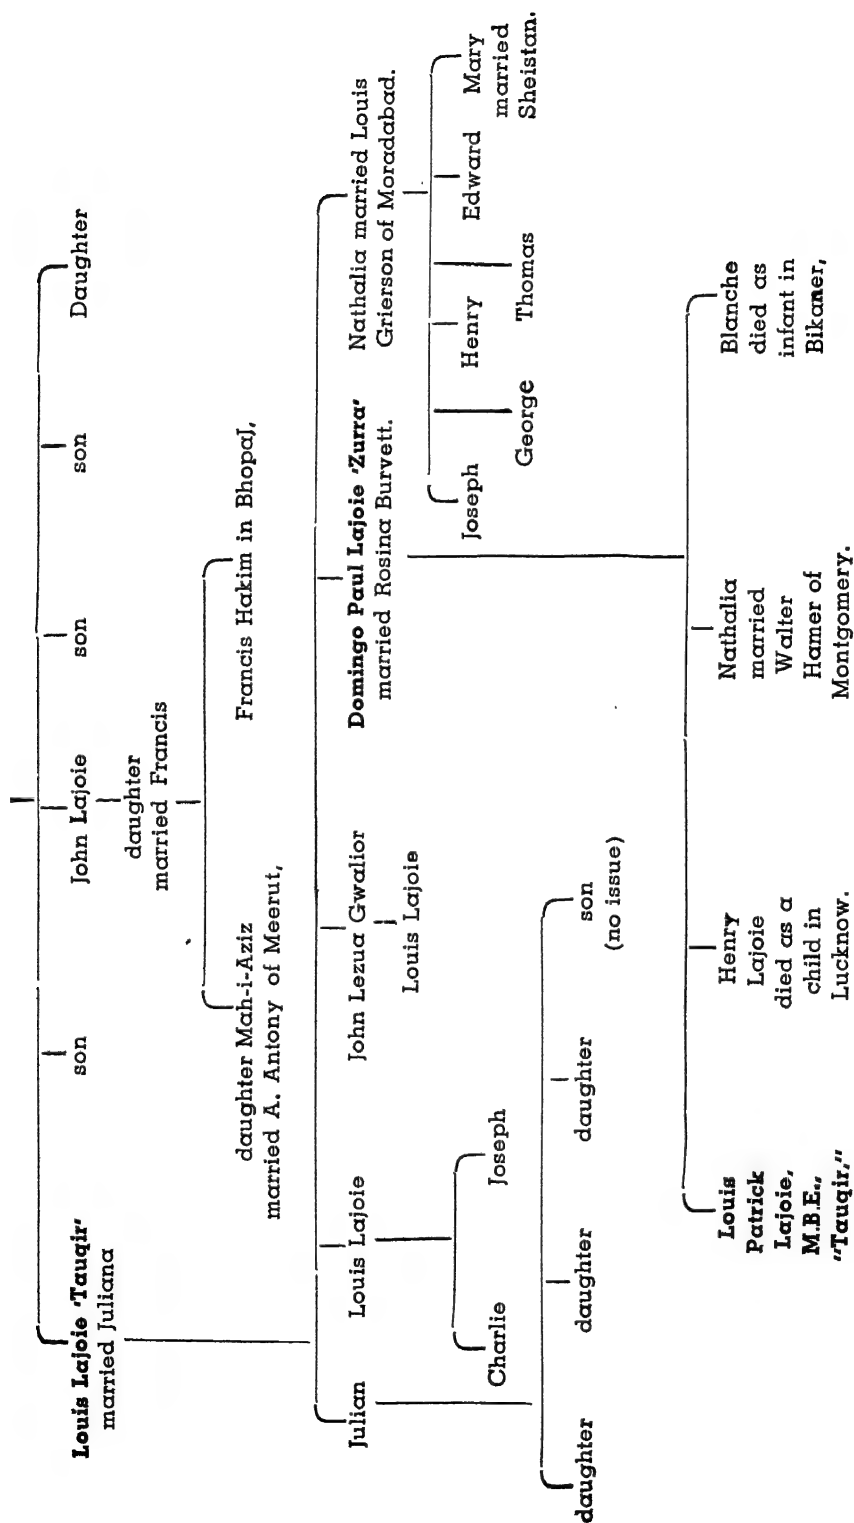 Louis Lajoie 'Tauqir'
married Juliana
son
John Lajoie
son
son
Daughter
daughter
married Francis
daughter Mah-i-Aziz
married A. Antony of Meerut,
Francis Hakim in Bhopal,
Julian
Louis Lajoie
John Lezua Gwalior
Louis Lajoie
Domingo Paul Lajoie 'Zurra'
married Rosina Burvett.
Nathalia married Louis
Grierson of Moradabad.
Charlie
Joseph
Joseph
George
Henry
Thomas
Edward
Mary
married
Sheistan.
daughter
daughter
daughter
son
(no issue)
Louis
Patrick
Lajoie,
M.B.E.,
"Tauqir."
Henry
Lajoie
died as a
child in
Lucknow.
Nathalia
married
Walter
Hamer of
Montgomery.
Blanche
died as
infant in
Bikaner,